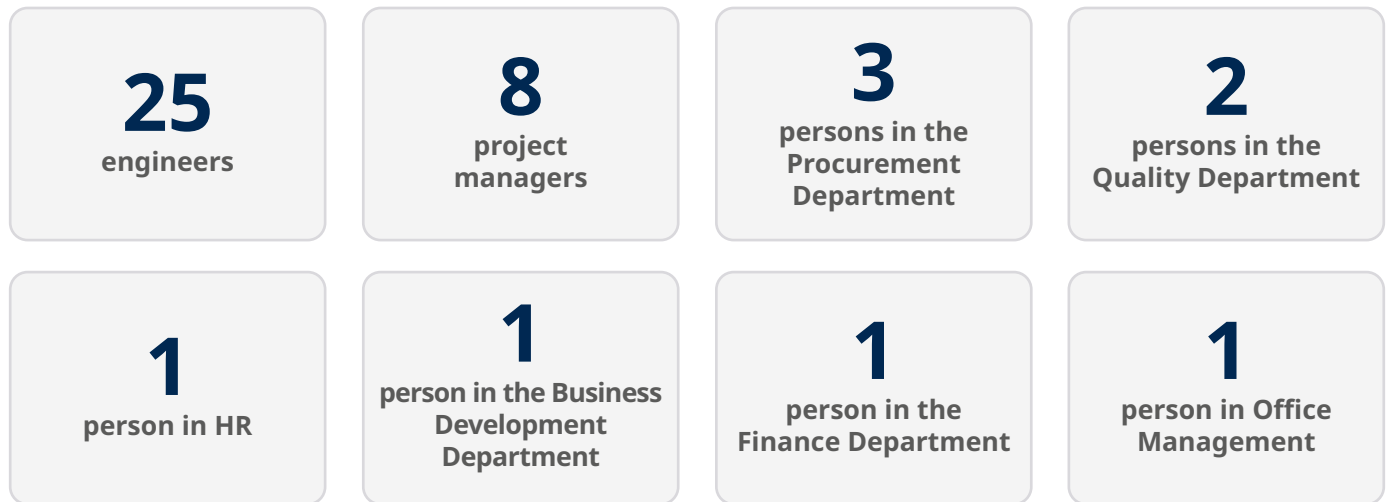 25
engineers
8
project
managers
3
persons in the
Procurement
Department
2
persons in the
Quality Department
1
person in HR
1
person in the Business
Development
Department
1
person in the
Finance Department
1
person in Office
Management